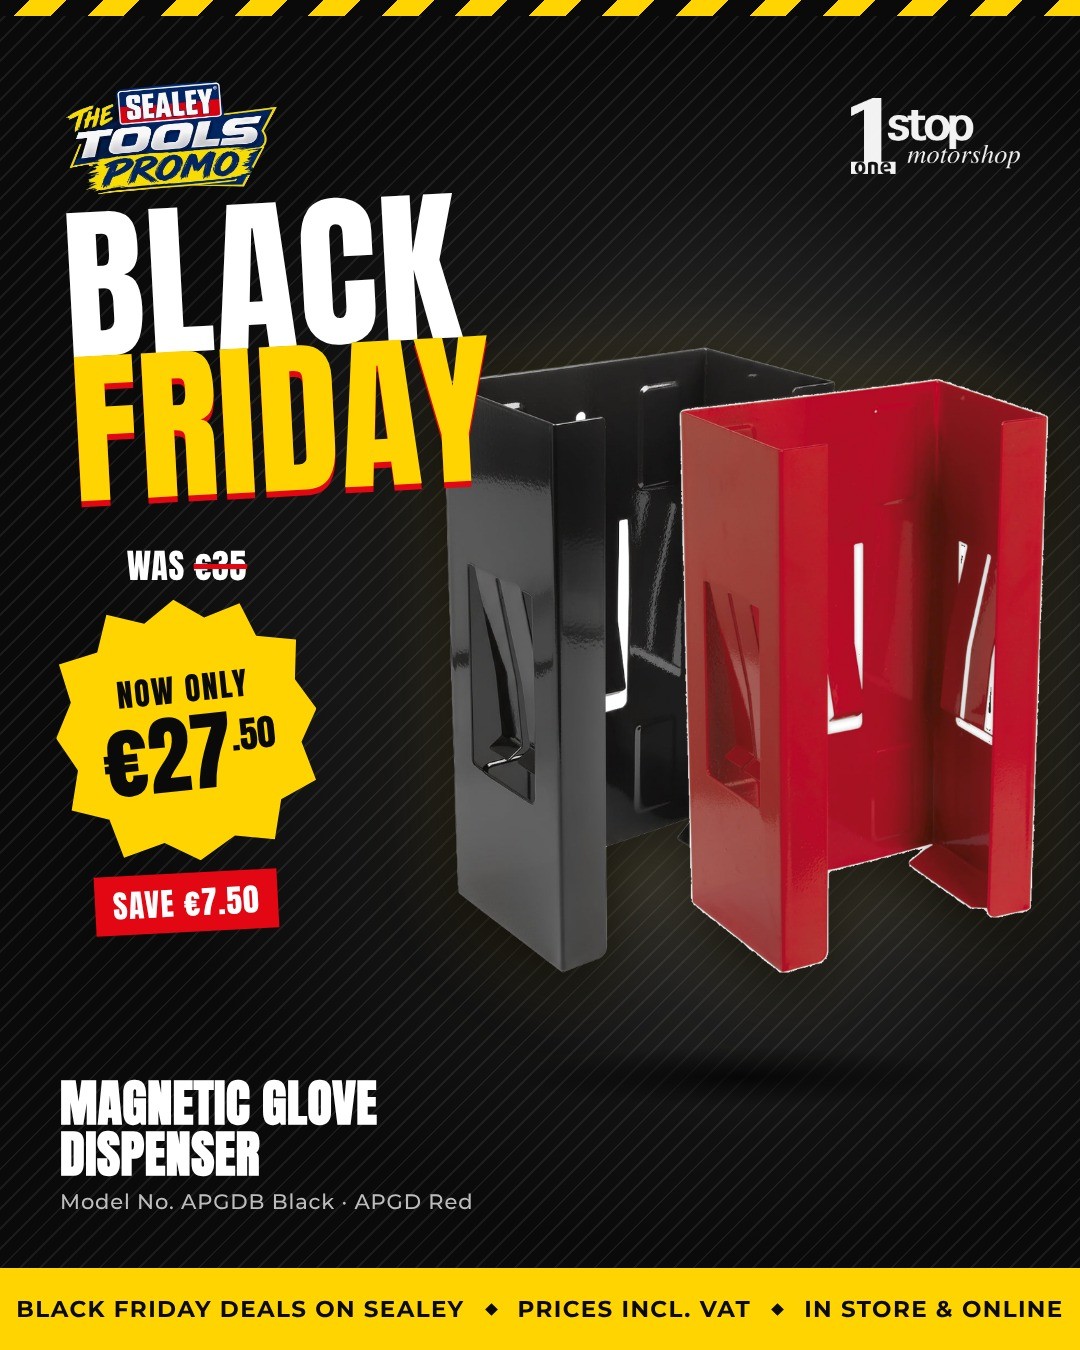 THE SEALEY
TOOLS
PROMO
1 stop
one motorshop
BLACK
FRIDAY
WAS €35
NOW ONLY
€27.50
SAVE €7.50
MAGNETIC GLOVE
DISPENSER
Model No. APGDB Black · APGD Red
BLACK FRIDAY DEALS ON SEALEY ◆ PRICES INCL. VAT ◆ IN STORE & ONLINE